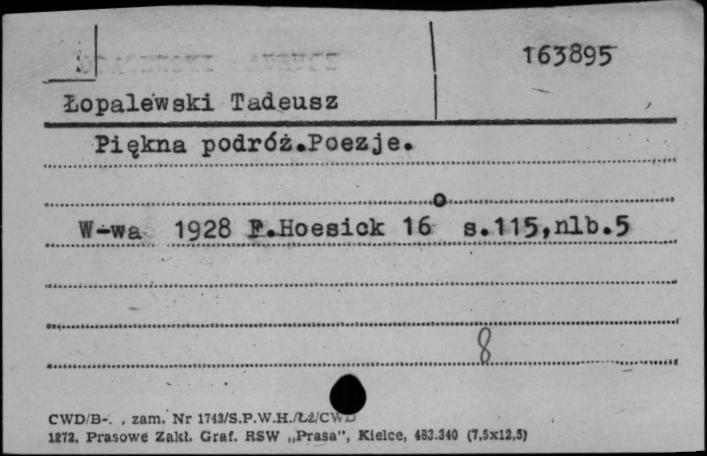 163895
Łopalewski Tadeusz
Piękna podróż.Poezje.
W-wa 1928 F.Hoesick 16° s.115,nlb.5
8
CWD/B-. , zam. Nr 1743/S.P.W.H./Łź/CWD
1272. Prasowe Zakł. Graf. RSW „Prasa”, Kielce, 483.340 (7,5x12,5)